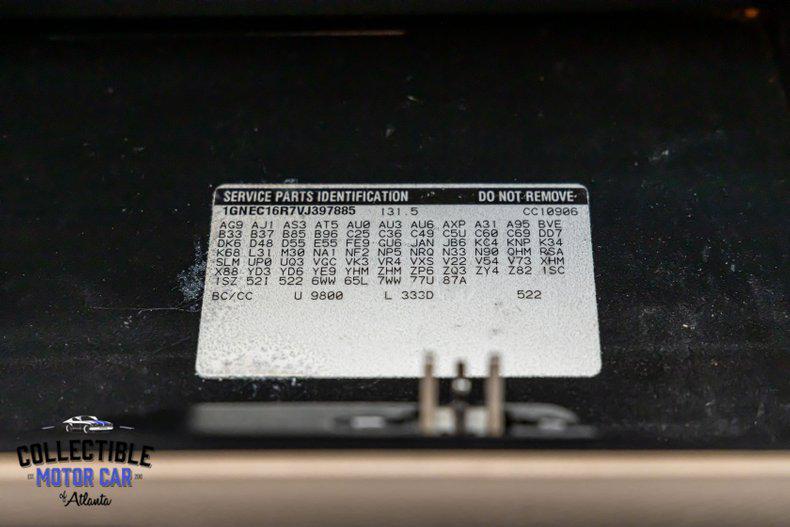 SERVICE PARTS IDENTIFICATION DO NOT REMOVE
1GNEC16R7VJ397885 131.5 CC10906
AG9 AJ1 AS3 AT5 AU0 AU3 AU6 AXP A31 A95 BVE
B33 B37 B85 B96 C25 C36 C49 C5U C60 C69 DD7
DK6 D48 D55 E55 FE9 GU6 JAN JB6 KC4 KNP K34
K68 L31 M30 NA1 NF2 NP5 NRQ N33 N90 QHM RSA
SLM UP0 UQ3 VGC VK3 VR4 VXS V22 V54 V73 XHM
X88 YD3 YD6 YE9 YHM ZHM ZP6 ZQ3 ZY4 Z82 1SC
1SZ 52I 522 6WW 65L 7WW 77U 87A
BC/CC U 9800 L 333D 522
COLLECTIBLE
MOTOR CAR
of Atlanta